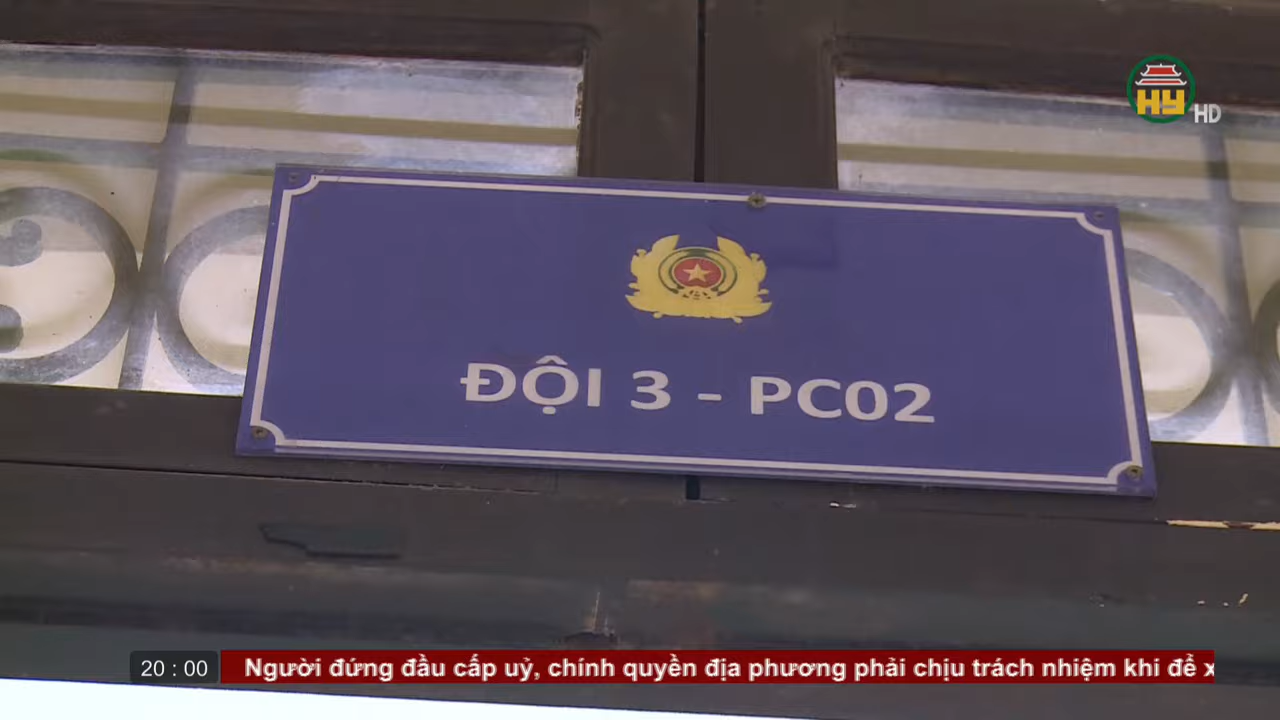 HY HD
ĐỘI 3 - PC02
20 : 00 Người đứng đầu cấp uỷ, chính quyền địa phương phải chịu trách nhiệm khi để x